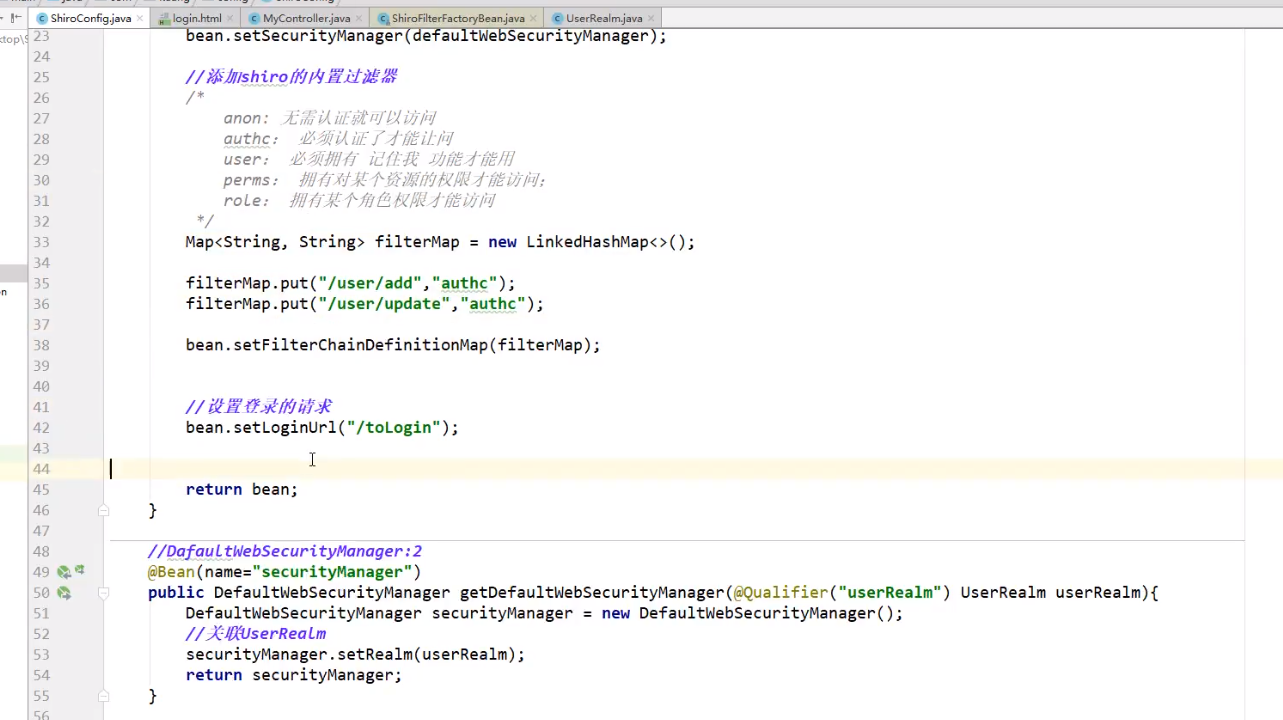 ShiroConfig.java × login.html × MyController.java × ShiroFilterFactoryBean.java × UserRealm.java ×
23 bean.setSecurityManager(defaultWebSecurityManager);
24
25 //添加shiro的内置过滤器
26 /*
27 anon: 无需认证就可以访问
28 authc: 必须认证了才能让问
29 user: 必须拥有 记住我 功能才能用
30 perms: 拥有对某个资源的权限才能访问;
31 role: 拥有某个角色权限才能访问
32 */
33 Map<String, String> filterMap = new LinkedHashMap<>();
34
35 filterMap.put("/user/add","authc");
36 filterMap.put("/user/update","authc");
37
38 bean.setFilterChainDefinitionMap(filterMap);
39
40
41 //设置登录的请求
42 bean.setLoginUrl("/toLogin");
43
44
45 return bean;
46 }
47
48 //DafaultWebSecurityManager:2
49 @Bean(name="securityManager")
50 public DefaultWebSecurityManager getDefaultWebSecurityManager(@Qualifier("userRealm") UserRealm userRealm){
51 DefaultWebSecurityManager securityManager = new DefaultWebSecurityManager();
52 //关联UserRealm
53 securityManager.setRealm(userRealm);
54 return securityManager;
55 }
56